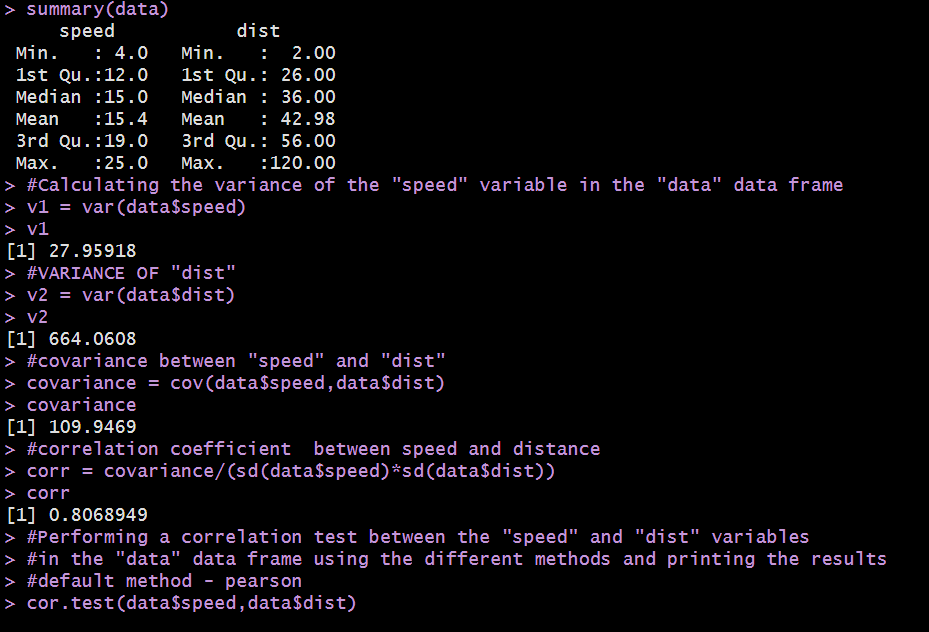 > summary(data)
     speed           dist
 Min.   : 4.0   Min.   :  2.00
 1st Qu.:12.0   1st Qu.: 26.00
 Median :15.0   Median : 36.00
 Mean   :15.4   Mean   : 42.98
 3rd Qu.:19.0   3rd Qu.: 56.00
 Max.   :25.0   Max.   :120.00
> #Calculating the variance of the "speed" variable in the "data" data frame
> v1 = var(data$speed)
> v1
[1] 27.95918
> #VARIANCE OF "dist"
> v2 = var(data$dist)
> v2
[1] 664.0608
> #covariance between "speed" and "dist"
> covariance = cov(data$speed,data$dist)
> covariance
[1] 109.9469
> #correlation coefficient  between speed and distance
> corr = covariance/(sd(data$speed)*sd(data$dist))
> corr
[1] 0.8068949
> #Performing a correlation test between the "speed" and "dist" variables
> #in the "data" data frame using the different methods and printing the results
> #default method - pearson
> cor.test(data$speed,data$dist)